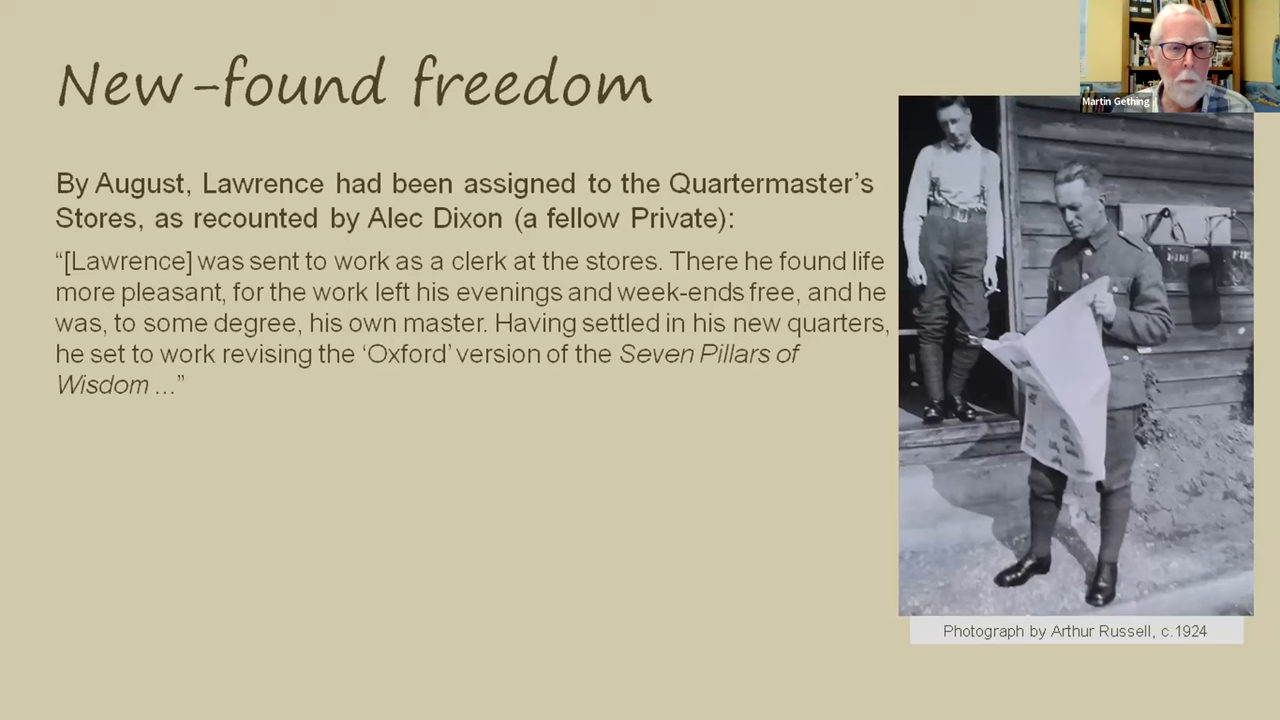 New-found freedom
Martin Gething
By August, Lawrence had been assigned to the Quartermaster's
Stores, as recounted by Alec Dixon (a fellow Private):
“[Lawrence] was sent to work as a clerk at the stores. There he found life
more pleasant, for the work left his evenings and week-ends free, and he
was, to some degree, his own master. Having settled in his new quarters,
he set to work revising the ‘Oxford’ version of the Seven Pillars of
Wisdom ...”
Photograph by Arthur Russell, c.1924